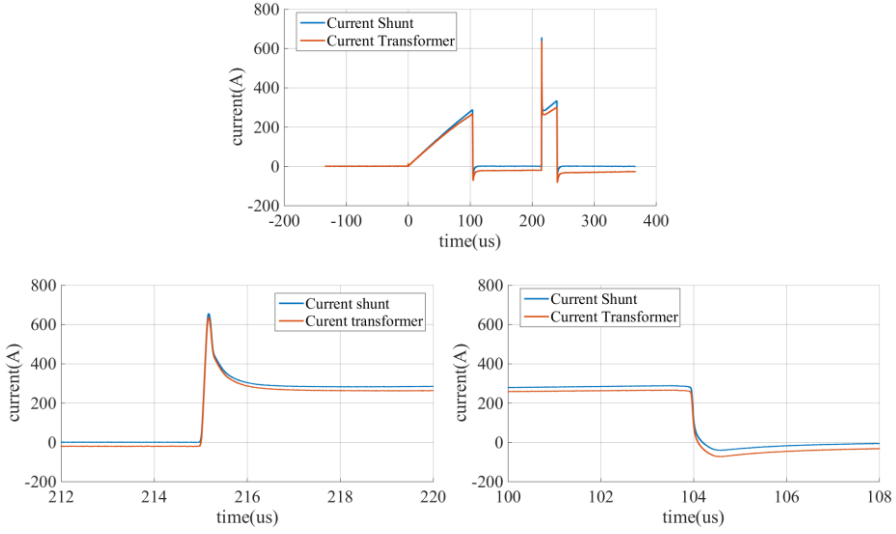 800
600
400
200
0
-200
current(A)
Current Shunt
Current Transformer
-200 -100 0 100 200 300 400
time(us)
800
600
400
200
0
-200
current(A)
Current shunt
Curent transformer
212 214 216 218 220
time(us)
800
600
400
200
0
-200
current(A)
Current Shunt
Current Transformer
100 102 104 106 108
time(us)